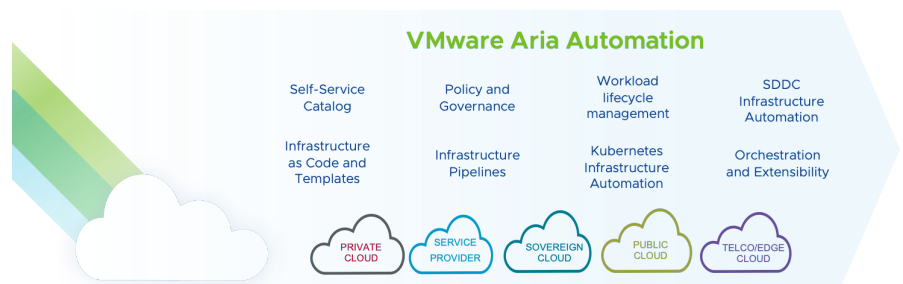 VMware Aria Automation
Self-Service
Catalog
Policy and
Governance
Workload
lifecycle
management
SDDC
Infrastructure
Automation
Infrastructure
as Code and
Templates
Infrastructure
Pipelines
Kubernetes
Infrastructure
Automation
Orchestration
and Extensibility
PRIVATE
CLOUD
SERVICE
PROVIDER
SOVEREIGN
CLOUD
PUBLIC
CLOUD
TELCO/EDGE
CLOUD